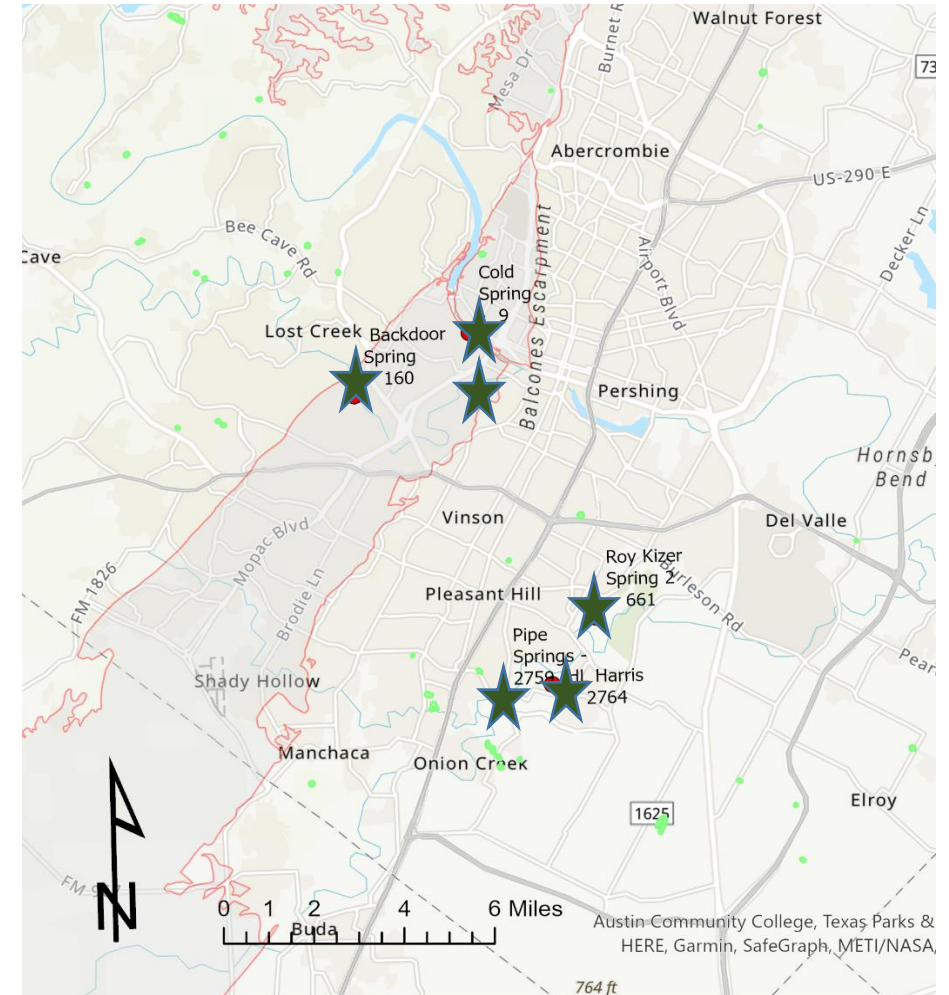 Walnut Forest
Burnet R
Mesa Dr
73
Abercrombie
US-290 E
Decker Ln
Bee Cave Rd
Cave
Balcones Escarpment
Airport Blvd
Cold
Spring
9
Lost Creek
Backdoor
Spring
160
Pershing
Hornsby
Bend
Vinson
Del Valle
Mopac Blvd
FM 1826
Brodie Ln
Roy Kizer
Spring 2
661
Burleson Rd
Pleasant Hill
Pipe
Springs -
2759
HJ Harris
2764
Pear
Shady Hollow
Manchaca
Onion Creek
Elroy
1625
FM 9
N
0 1 2 4 6 Miles
Buda
Austin Community College, Texas Parks &
HERE, Garmin, SafeGraph, METI/NASA,
764 ft